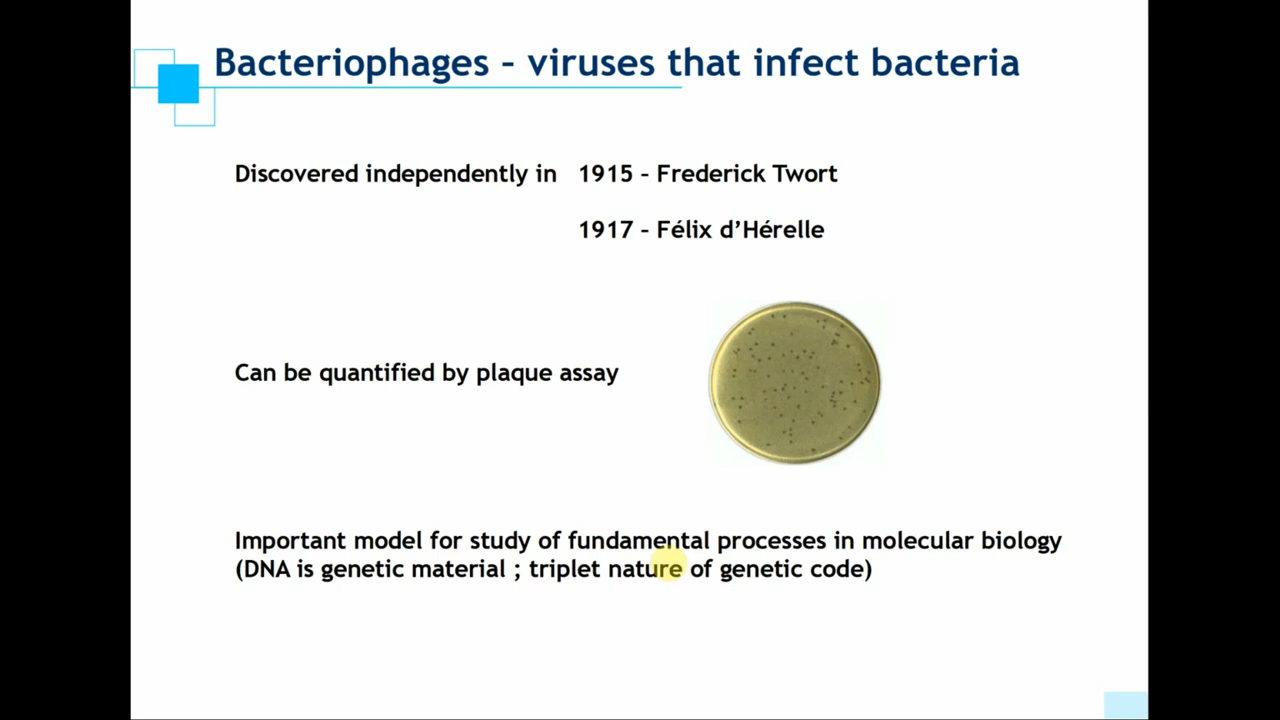 Bacteriophages – viruses that infect bacteria
Discovered independently in 1915 – Frederick Twort
1917 – Félix d’Hérelle
Can be quantified by plaque assay
Important model for study of fundamental processes in molecular biology
(DNA is genetic material ; triplet nature of genetic code)